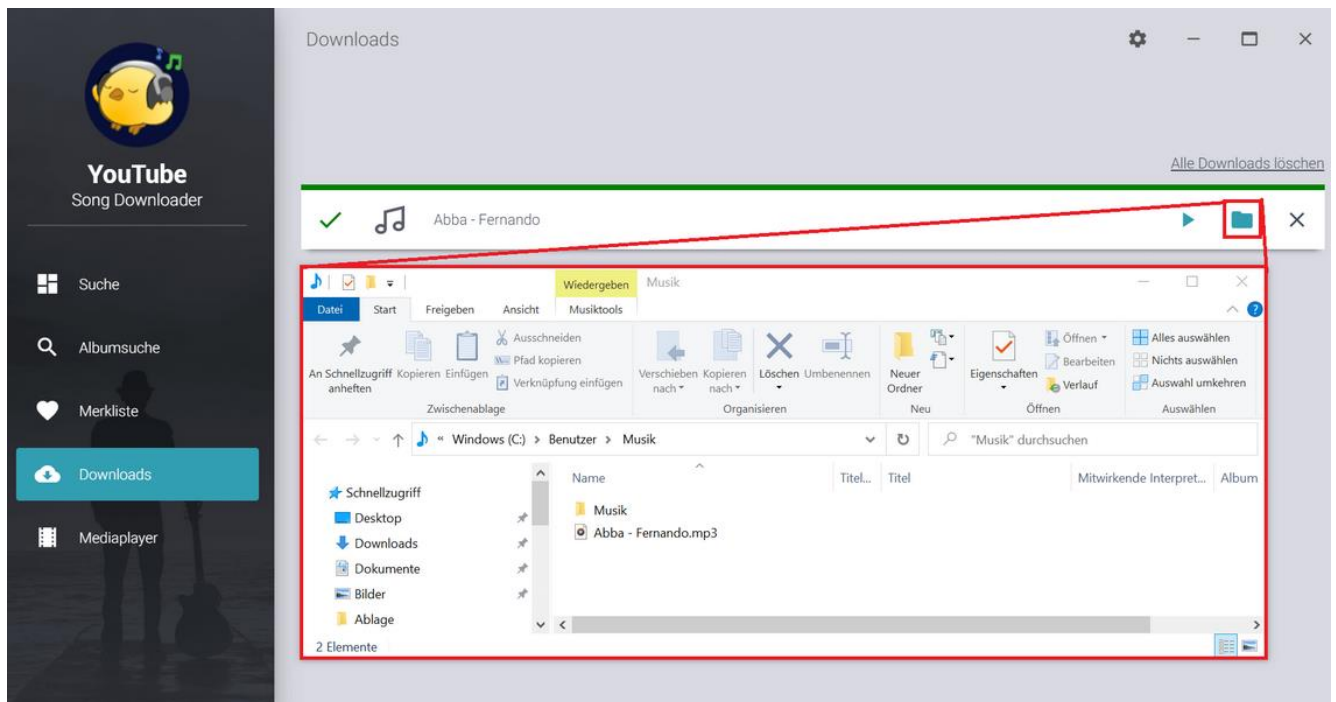 YouTube
Song Downloader
Suche
Albumsuche
Merkliste
Downloads
Mediaplayer
Downloads
Alle Downloads löschen
Abba - Fernando
Wiedergeben Musik
Datei Start Freigeben Ansicht Musiktools
An Schnellzugriff anheften
Kopieren
Einfügen
Ausschneiden
Pfad kopieren
Verknüpfung einfügen
Zwischenablage
Verschieben nach
Kopieren nach
Löschen
Umbenennen
Organisieren
Neuer Ordner
Neu
Eigenschaften
Öffnen
Bearbeiten
Verlauf
Öffnen
Alles auswählen
Nichts auswählen
Auswahl umkehren
Auswählen
« Windows (C:) > Benutzer > Musik
"Musik" durchsuchen
Schnellzugriff
Desktop
Downloads
Dokumente
Bilder
Ablage
Name Titel... Titel Mitwirkende Interpret... Album
Musik
Abba - Fernando.mp3
2 Elemente